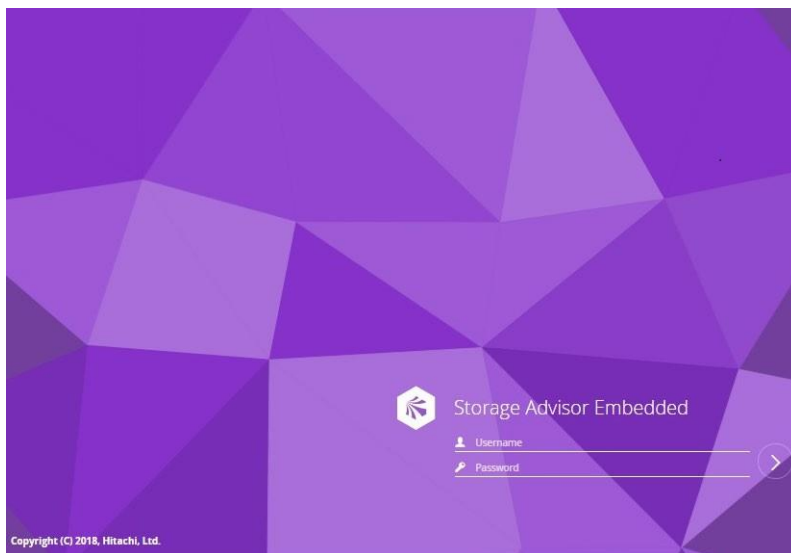 Storage Advisor Embedded
Username
Password
Copyright (C) 2018, Hitachi, Ltd.